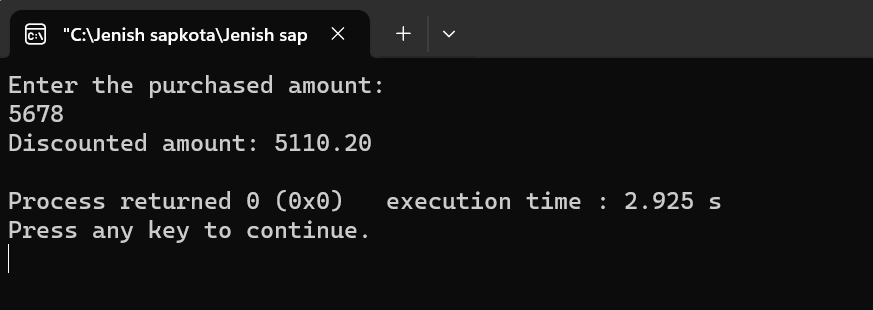 "C:\Jenish sapkota\Jenish sap
Enter the purchased amount:
5678
Discounted amount: 5110.20
Process returned 0 (0x0)   execution time : 2.925 s
Press any key to continue.